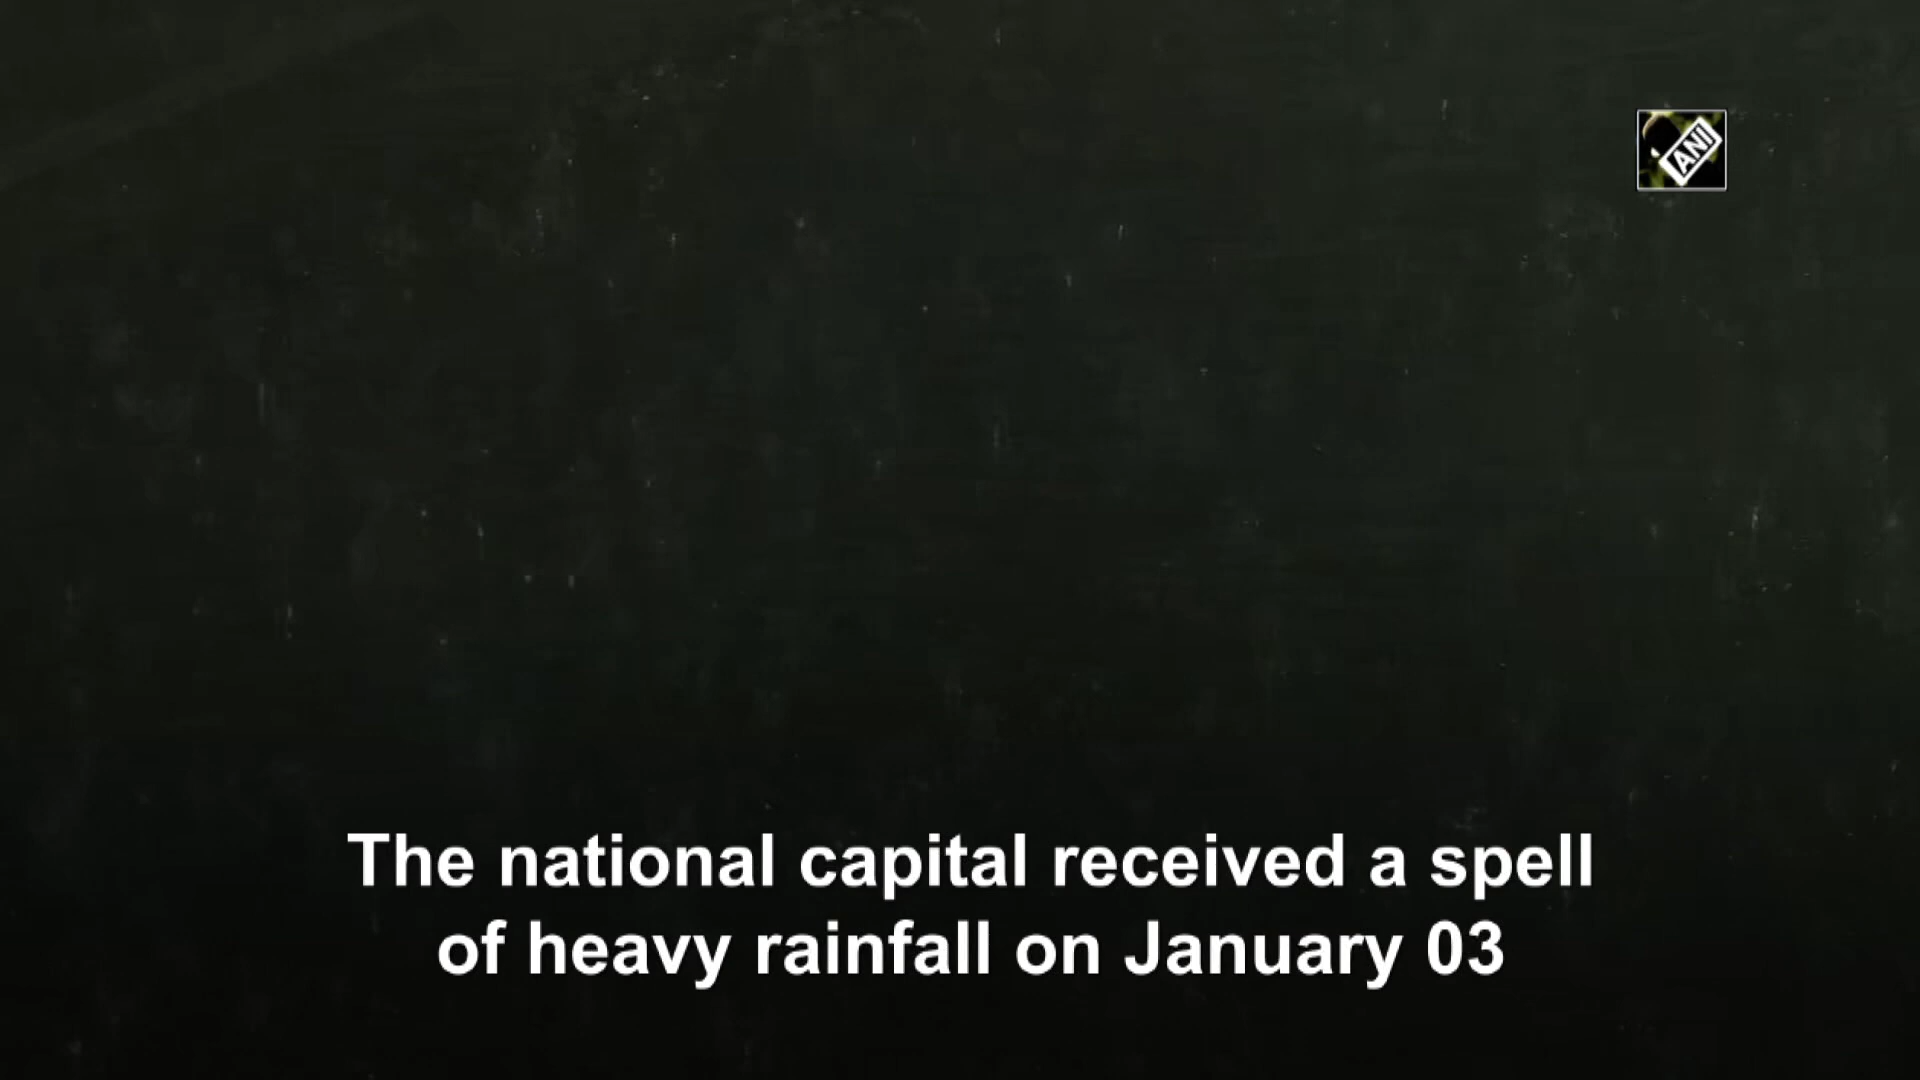 ANI
The national capital received a spell
of heavy rainfall on January 03